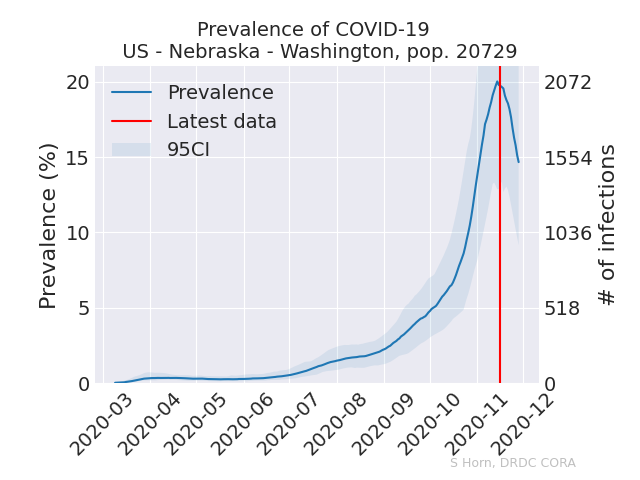 Prevalence of COVID-19
US - Nebraska - Washington, pop. 20729
Prevalence
Latest data
95CI
Prevalence (%)
20
15
10
5
0
2072
1554
1036
518
0
# of infections
2020-03
2020-04
2020-05
2020-06
2020-07
2020-08
2020-09
2020-10
2020-11
2020-12
S Horn, DRDC CORA